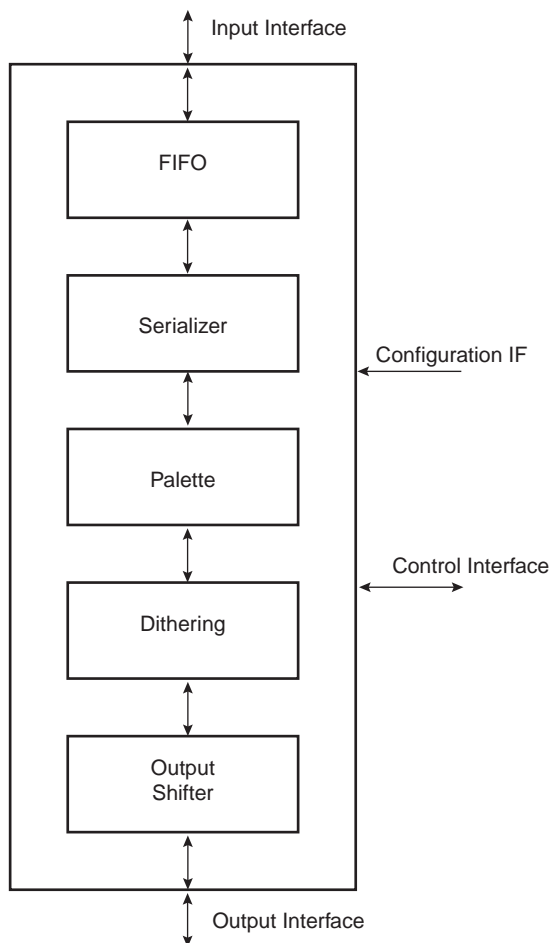 Input Interface
FIFO
Serializer
Configuration IF
Palette
Control Interface
Dithering
Output
Shifter
Output Interface